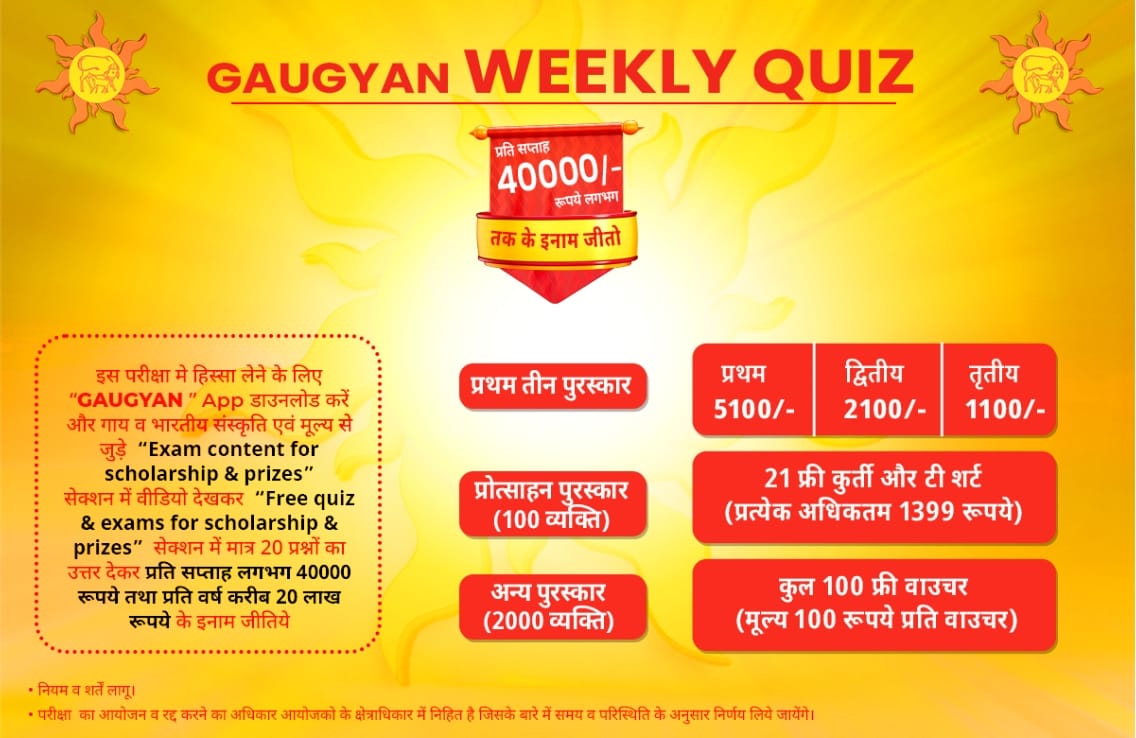 GAUGYAN WEEKLY QUIZ
प्रति सप्ताह
40000/-
रूपये लगभग
तक के इनाम जीतो
इस परीक्षा मे हिस्सा लेने के लिए
“GAUGYAN ” App डाउनलोड करें
और गाय व भारतीय संस्कृति एवं मूल्य से
जुड़े “Exam content for
scholarship & prizes”
सेक्शन में वीडियो देखकर “Free quiz
& exams for scholarship &
prizes” सेक्शन में मात्र 20 प्रश्नों का
उत्तर देकर प्रति सप्ताह लगभग 40000
रूपये तथा प्रति वर्ष करीब 20 लाख
रूपये के इनाम जीतिये
प्रथम तीन पुरस्कार
प्रथम द्वितीय तृतीय
5100/- 2100/- 1100/-
प्रोत्साहन पुरस्कार
(100 व्यक्ति)
21 फ्री कुर्ती और टी शर्ट
(प्रत्येक अधिकतम 1399 रूपये)
अन्य पुरस्कार
(2000 व्यक्ति)
कुल 100 फ्री वाउचर
(मूल्य 100 रूपये प्रति वाउचर)
• नियम व शर्तें लागू।
• परीक्षा का आयोजन व रद्द करने का अधिकार आयोजको के क्षेत्राधिकार में निहित है जिसके बारे में समय व परिस्थिति के अनुसार निर्णय लिये जायेंगे।